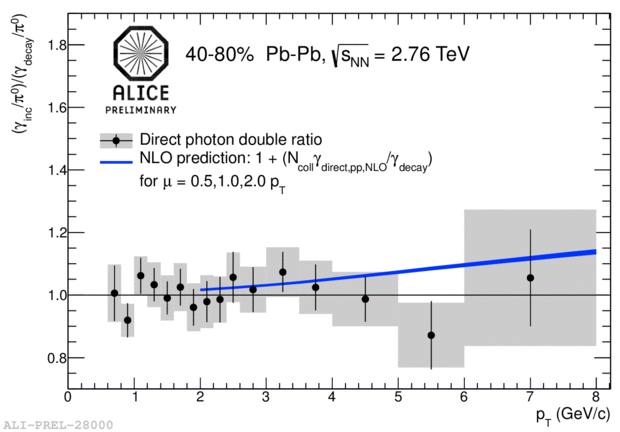 (γinc/π0)/(γdecay/π0)
1.8
1.6
1.4
1.2
1.0
0.8
ALICE
PRELIMINARY
40-80% Pb-Pb, √sNN = 2.76 TeV
Direct photon double ratio
NLO prediction: 1 + (Ncollγdirect,pp,NLO/γdecay)
for μ = 0.5,1.0,2.0 pT
0 1 2 3 4 5 6 7 8
pT (GeV/c)
ALI-PREL-28000